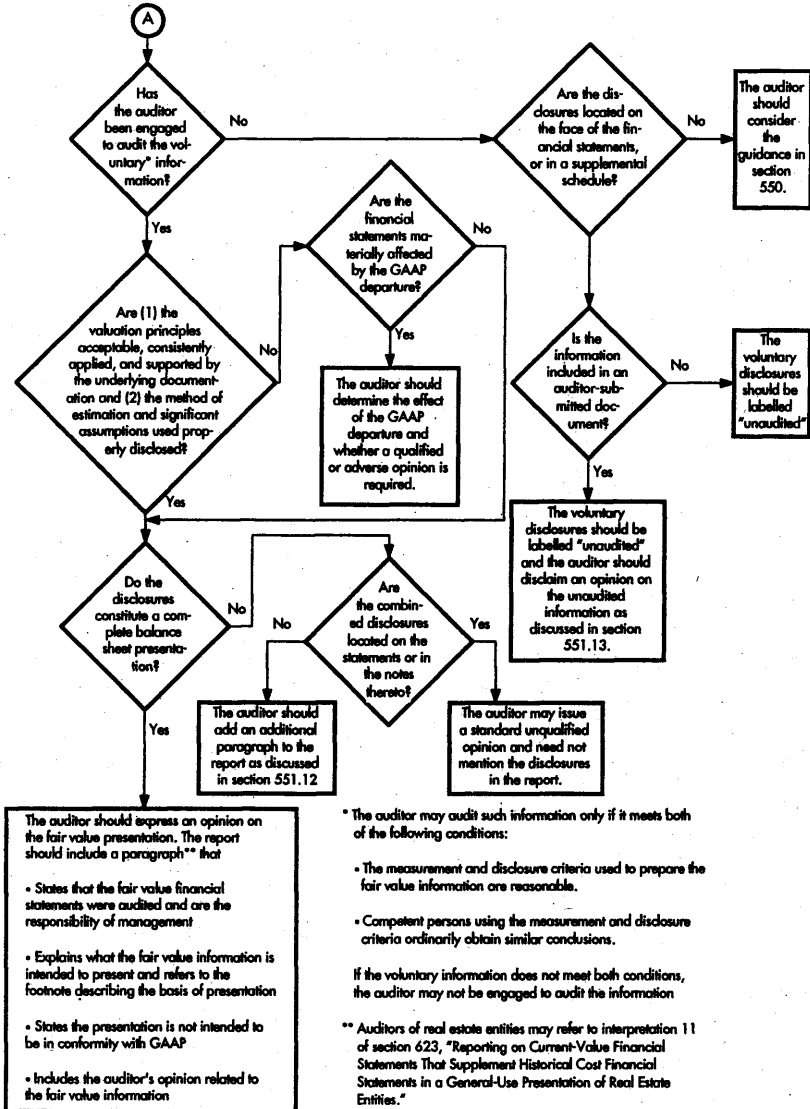 A
Has
the auditor
been engaged
to audit the vol-
untary* infor-
mation?
No
Yes
Are the dis-
closures located on
the face of the fin-
ancial statements,
or in a supplemental
schedule?
No
The auditor
should
consider
the
guidance in
section
550.
Are the
financial
statements ma-
terially affected
by the GAAP
departure?
No
Yes
Are (1) the
valuation principles
acceptable, consistently
applied, and supported by
the underlying document-
ation and (2) the method of
estimation and significant
assumptions used prop-
erly disclosed?
No
Yes
The auditor should
determine the effect
of the GAAP
departure and
whether a qualified
or adverse opinion is
required.
Is the
information
included in an
auditor-sub-
mitted doc-
ument?
No
Yes
The
voluntary
disclosures
should be
labelled
"unaudited"
The voluntary
disclosures should be
labelled "unaudited"
and the auditor should
disclaim an opinion on
the unaudited
information as
discussed in section
551.13.
Do the
disclosures
constitute a com-
plete balance
sheet presenta-
tion?
No
Yes
Are
the combin-
ed disclosures
located on the
statements or in
the notes
thereto?
No
Yes
The auditor should
add an additional
paragraph to the
report as discussed
in section 551.12
The auditor may issue
a standard unqualified
opinion and need not
mention the disclosures
in the report.
The auditor should express an opinion on
the fair value presentation. The report
should include a paragraph** that
• States that the fair value financial
statements were audited and are the
responsibility of management
• Explains what the fair value information is
intended to present and refers to the
footnote describing the basis of presentation
• States the presentation is not intended to
be in conformity with GAAP
• Includes the auditor's opinion related to
the fair value information
* The auditor may audit such information only if it meets both
of the following conditions:
• The measurement and disclosure criteria used to prepare the
fair value information are reasonable.
• Competent persons using the measurement and disclosure
criteria ordinarily obtain similar conclusions.
If the voluntary information does not meet both conditions,
the auditor may not be engaged to audit the information
** Auditors of real estate entities may refer to interpretation 11
of section 623, "Reporting on Current-Value Financial
Statements That Supplement Historical Cost Financial
Statements in a General-Use Presentation of Real Estate
Entities."